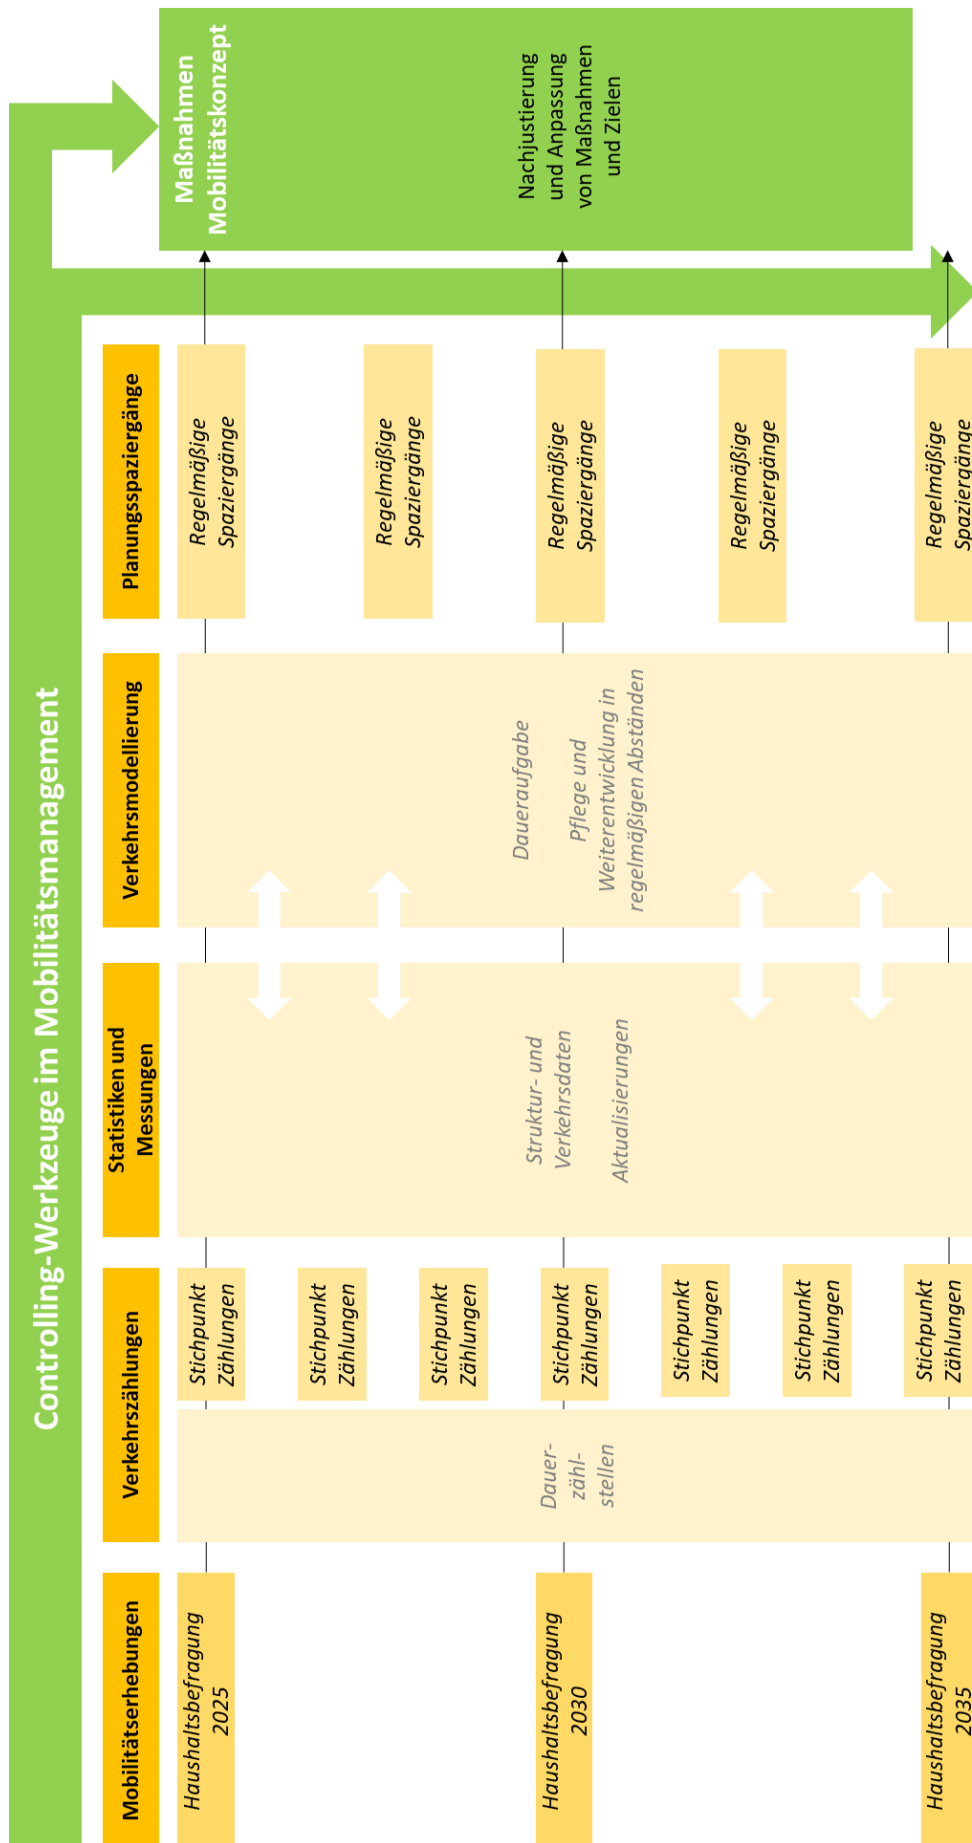 Controlling-Werkzeuge im Mobilitätsmanagement
Mobilitätserhebungen
Verkehrszählungen
Statistiken und
Messungen
Verkehrsmodellierung
Planungsspaziergänge
Maßnahmen
Mobilitätskonzept
Haushaltsbefragung
2025
Stichpunkt
Zählungen
Regelmäßige
Spaziergänge
Stichpunkt
Zählungen
Regelmäßige
Spaziergänge
Stichpunkt
Zählungen
Haushaltsbefragung
2030
Dauer-
zähl-
stellen
Stichpunkt
Zählungen
Struktur- und
Verkehrsdaten
Aktualisierungen
Daueraufgabe
Pflege und
Weiterentwicklung in
regelmäßigen Abständen
Regelmäßige
Spaziergänge
Nachjustierung
und Anpassung
von Maßnahmen
und Zielen
Stichpunkt
Zählungen
Regelmäßige
Spaziergänge
Stichpunkt
Zählungen
Haushaltsbefragung
2035
Stichpunkt
Zählungen
Regelmäßige
Spaziergänge